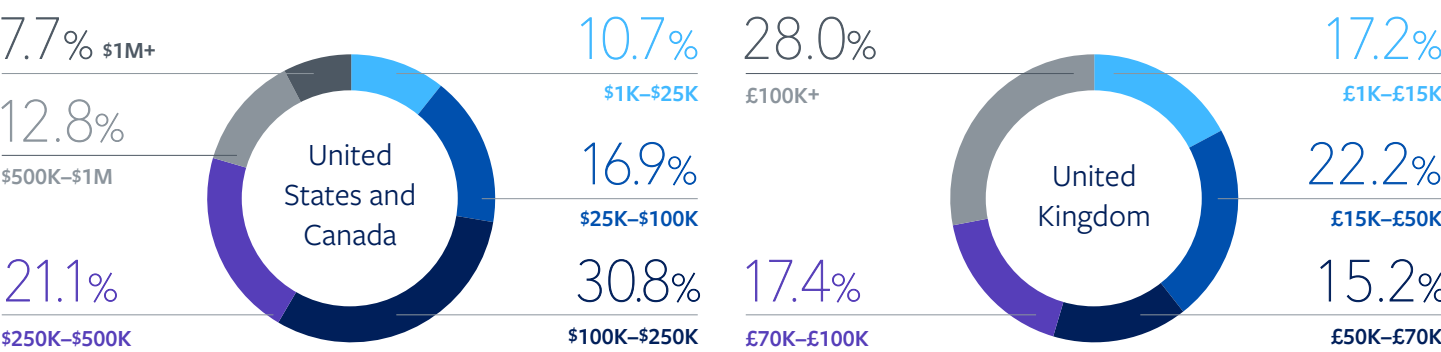 7.7% $1M+
12.8%
$500K–$1M
21.1%
$250K–$500K
United
States and
Canada
10.7%
$1K–$25K
16.9%
$25K–$100K
30.8%
$100K–$250K
28.0%
£100K+
17.4%
£70K–£100K
United
Kingdom
17.2%
£1K–£15K
22.2%
£15K–£50K
15.2%
£50K–£70K